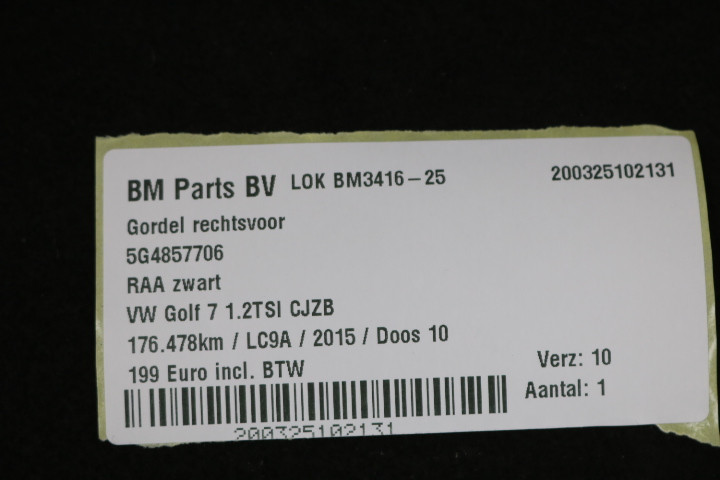 BM Parts BV LOK BM3416-25 200325102131
Gordel rechtsvoor
5G4857706
RAA zwart
VW Golf 7 1.2TSI CJZB
176.478km / LC9A / 2015 / Doos 10
199 Euro incl. BTW Verz: 10
Aantal: 1
200325102131